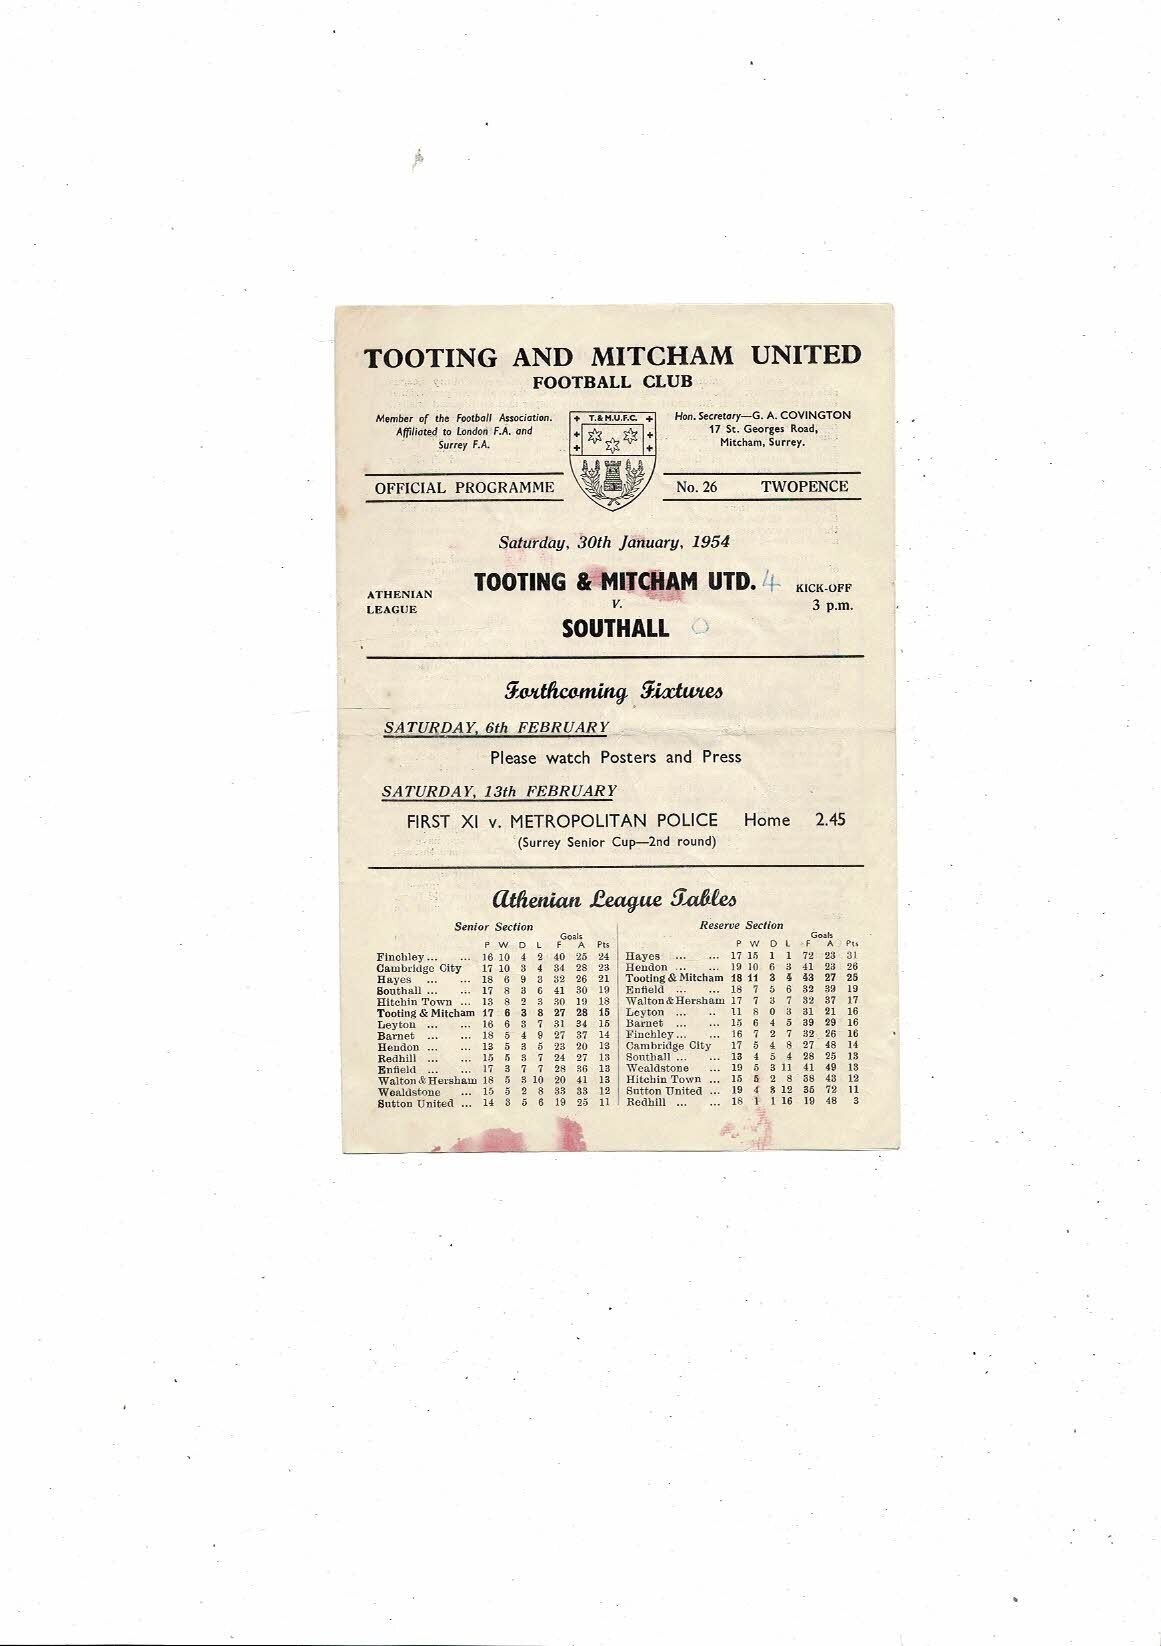 TOOTING AND MITCHAM UNITED
FOOTBALL CLUB
Member of the Football Association.
Affiliated to London F.A. and
Surrey F.A.
T. & M.U.F.C.
Hon. Secretary—G. A. COVINGTON
17 St. Georges Road,
Mitcham, Surrey.
OFFICIAL PROGRAMME
No. 26 TWOPENCE
Saturday, 30th January, 1954
ATHENIAN
LEAGUE
TOOTING & MITCHAM UTD. 4
v.
SOUTHALL 0
KICK-OFF
3 p.m.
Forthcoming Fixtures
SATURDAY, 6th FEBRUARY
Please watch Posters and Press
SATURDAY, 13th FEBRUARY
FIRST XI v. METROPOLITAN POLICE Home 2.45
(Surrey Senior Cup—2nd round)
Athenian League Tables
Senior Section
Goals
P W D L F A Pts
Finchley ... ... 16 10 4 2 40 25 24
Cambridge City 17 10 3 4 34 28 23
Hayes ... ... 18 6 9 3 32 26 21
Southall ... ... 17 8 3 6 41 30 19
Hitchin Town ... 13 8 2 3 30 19 18
Tooting & Mitcham 17 6 3 8 27 28 15
Leyton ... ... 16 6 3 7 31 34 15
Barnet ... ... 18 5 4 9 27 37 14
Hendon ... ... 13 5 3 5 23 20 13
Redhill ... ... 15 5 3 7 24 27 13
Enfield ... ... 17 3 7 7 28 36 13
Walton & Hersham 18 5 3 10 20 41 13
Wealdstone ... 15 5 2 8 33 33 12
Sutton United ... 14 3 5 6 19 25 11
Reserve Section
Goals
P W D L F A Pts
Hayes ... ... 17 15 1 1 72 23 31
Hendon ... ... 19 10 6 3 41 23 26
Tooting & Mitcham 18 11 3 4 43 27 25
Enfield ... ... 18 7 5 6 32 39 19
Walton & Hersham 17 7 3 7 32 37 17
Leyton ... .. 11 8 0 3 31 21 16
Barnet ... ... 15 6 4 5 39 29 16
Finchley ... ... 16 7 2 7 32 26 16
Cambridge City 17 5 4 8 27 48 14
Southall ... ... 13 4 5 4 28 25 13
Wealdstone ... 19 5 3 11 41 49 13
Hitchin Town ... 15 5 2 8 38 43 12
Sutton United ... 19 4 3 12 35 72 11
Redhill ... ... 18 1 1 16 19 48 3